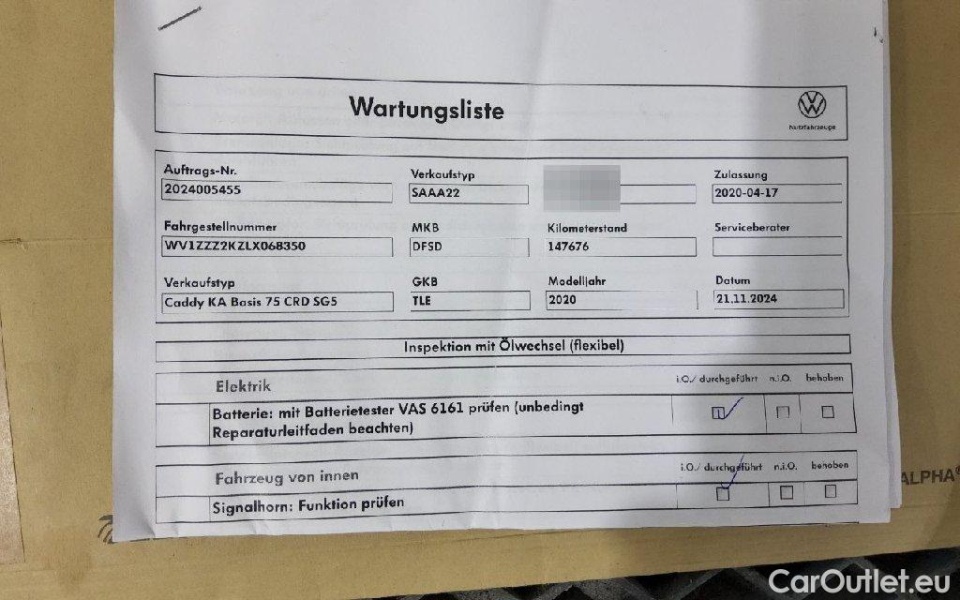 Wartungsliste
Nutzfahrzeuge
Auftrags-Nr. Verkaufstyp Zulassung
2024005455 SAAA22 2020-04-17
Fahrgestellnummer MKB Kilometerstand Serviceberater
WV1ZZZ2KZLX068350 DFSD 147676
Verkaufstyp GKB Modelljahr Datum
Caddy KA Basis 75 CRD SG5 TLE 2020 21.11.2024
Inspektion mit Ölwechsel (flexibel)
Elektrik i.O./ durchgeführt n.i.O. behoben
Batterie: mit Batterietester VAS 6161 prüfen (unbedingt
Reparaturleitfaden beachten)
Fahrzeug von innen i.O./ durchgeführt n.i.O. behoben
Signalhorn: Funktion prüfen
ALPHA®
CarOutlet.eu